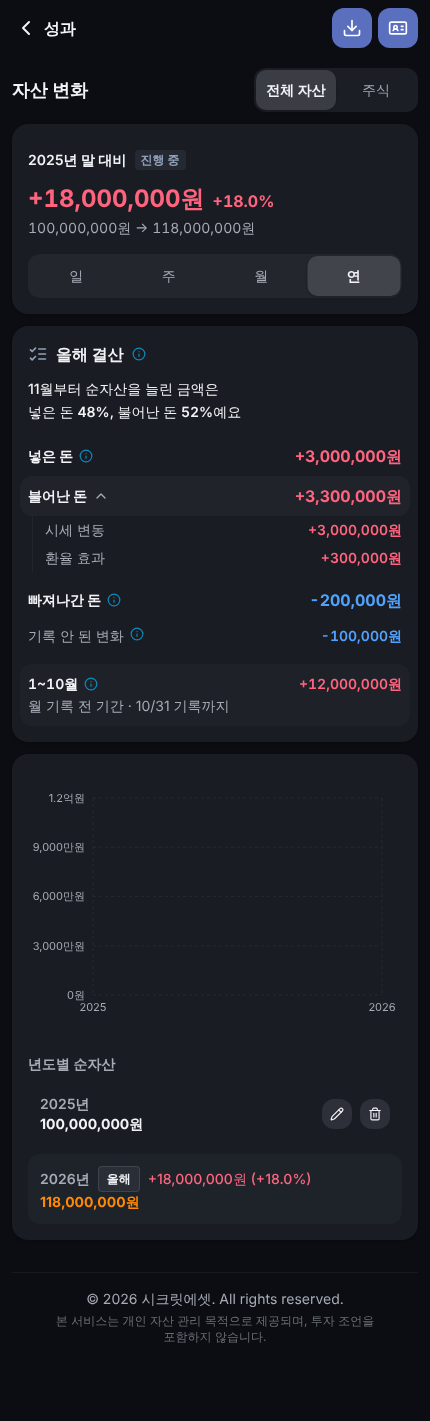 성과
자산 변화
전체 자산 주식
2025년 말 대비 진행 중
+18,000,000원 +18.0%
100,000,000원 → 118,000,000원
일 주 월 연
올해 결산
11월부터 순자산을 늘린 금액은
넣은 돈 48%, 불어난 돈 52%예요
넣은 돈 +3,000,000원
불어난 돈 +3,300,000원
시세 변동 +3,000,000원
환율 효과 +300,000원
빠져나간 돈 -200,000원
기록 안 된 변화 -100,000원
1~10월 +12,000,000원
월 기록 전 기간 · 10/31 기록까지
1.2억원
9,000만원
6,000만원
3,000만원
0원
2025 2026
년도별 순자산
2025년
100,000,000원
2026년 올해 +18,000,000원 (+18.0%)
118,000,000원
© 2026 시크릿에셋. All rights reserved.
본 서비스는 개인 자산 관리 목적으로 제공되며, 투자 조언을
포함하지 않습니다.